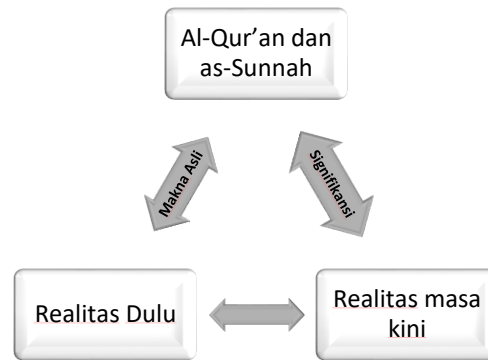 Al-Qur’an dan
as-Sunnah
Makna Asli
Signifikansi
Realitas Dulu
Realitas masa
kini